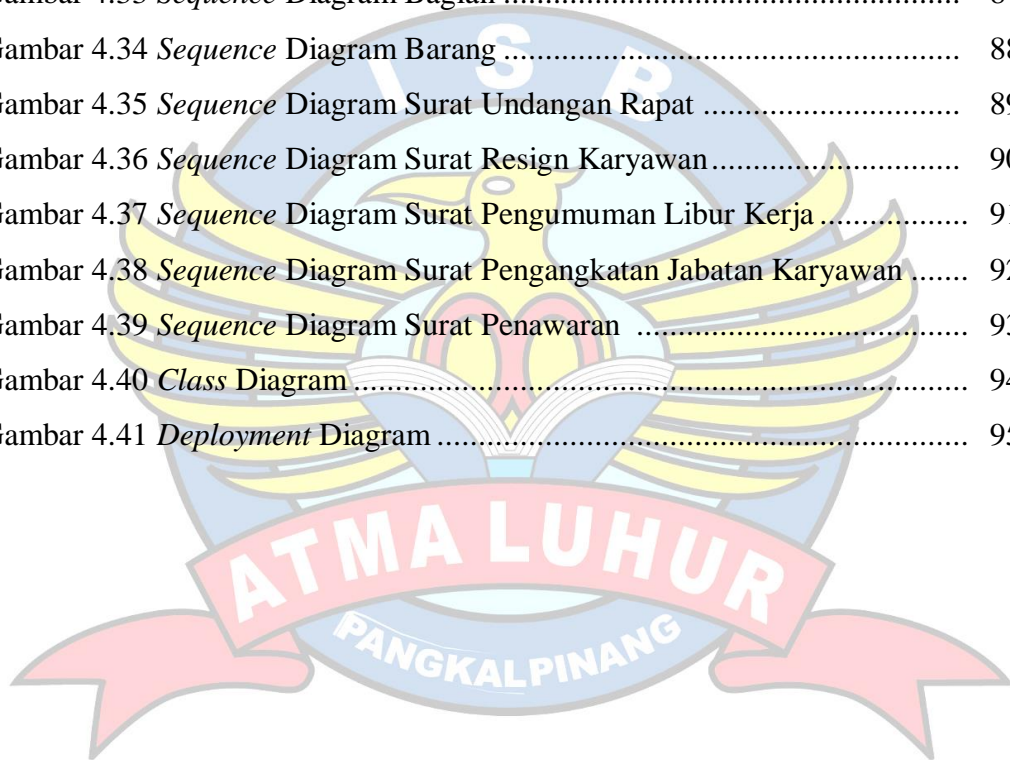 Gambar 4.34 Sequence Diagram Barang ............................................... 88
Gambar 4.35 Sequence Diagram Surat Undangan Rapat .......................... 89
Gambar 4.36 Sequence Diagram Surat Resign Karyawan ......................... 90
Gambar 4.37 Sequence Diagram Surat Pengumuman Libur Kerja .................. 91
Gambar 4.38 Sequence Diagram Surat Pengangkatan Jabatan Karyawan ....... 92
Gambar 4.39 Sequence Diagram Surat Penawaran .................................. 93
Gambar 4.40 Class Diagram ............................................................... 94
Gambar 4.41 Deployment Diagram ...................................................... 95
I S B
ATMA LUHUR
PANGKALPINANG